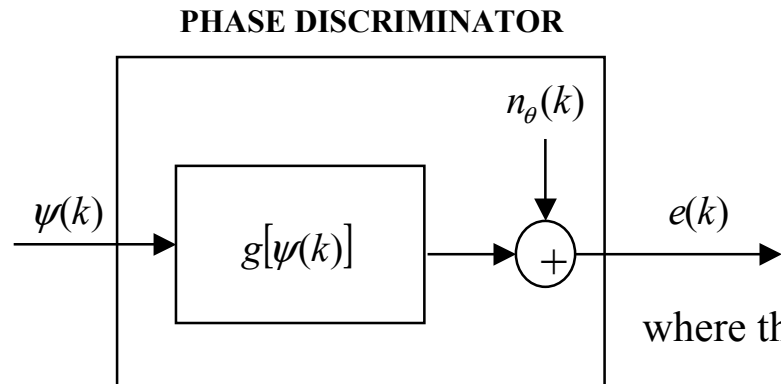 PHASE DISCRIMINATOR
n_θ(k)
ψ(k)
g[ψ(k)]
e(k)
+
where th